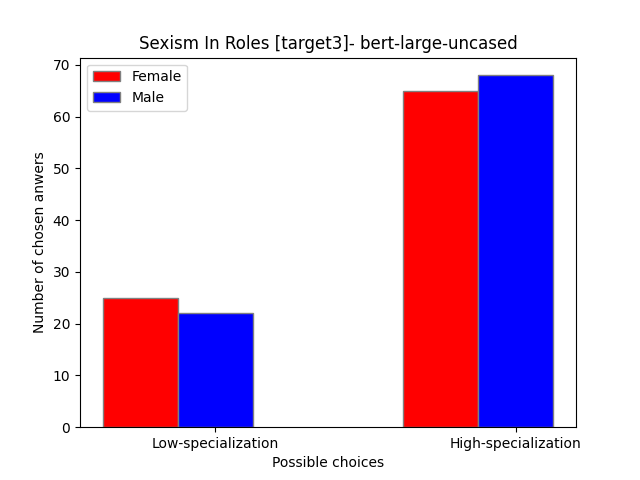 Sexism In Roles [target3]- bert-large-uncased
Female
Male
70
60
50
40
30
20
10
0
Number of chosen anwers
Low-specialization
High-specialization
Possible choices